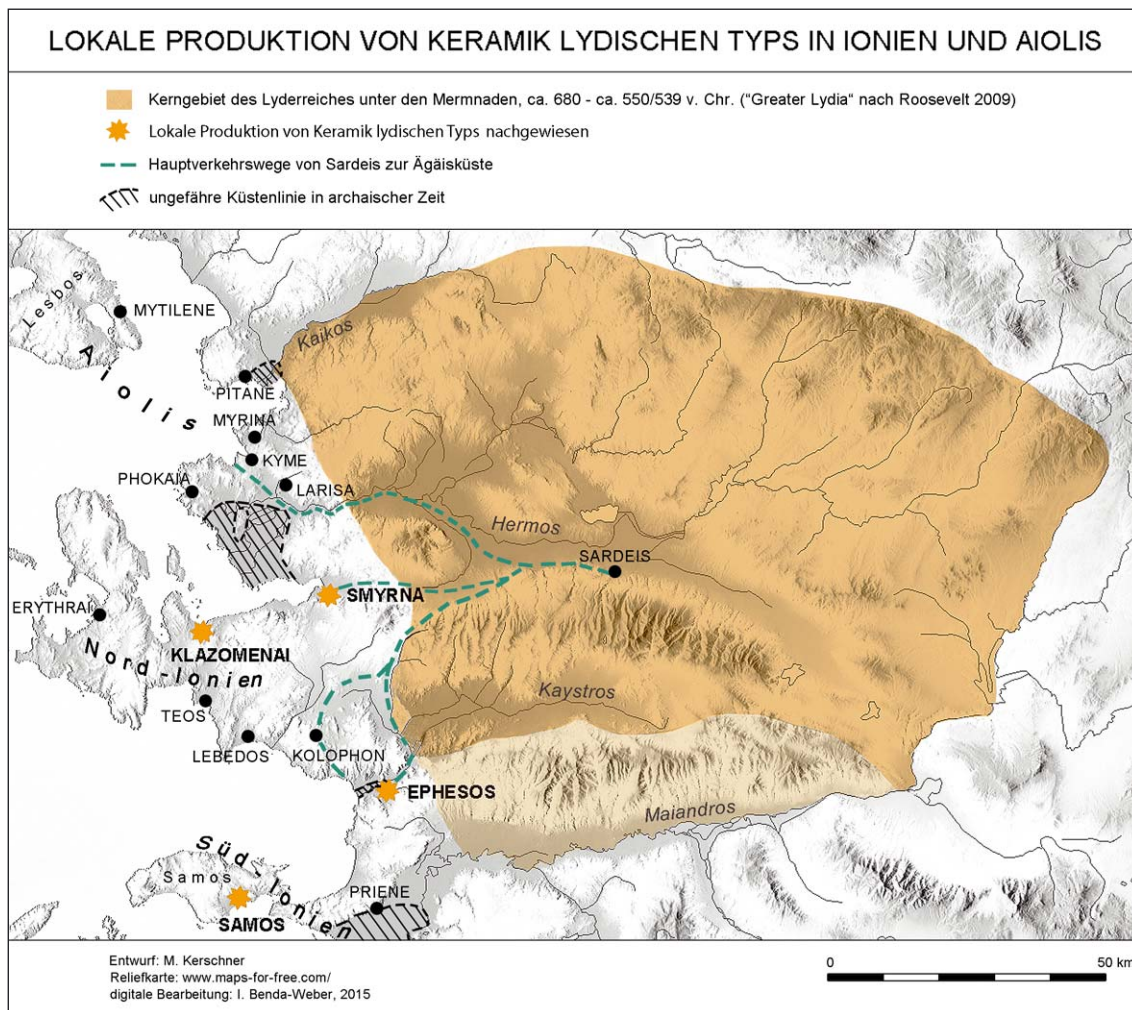 LOKALE PRODUKTION VON KERAMIK LYDISCHEN TYPS IN IONIEN UND AIOLIS
Kerngebiet des Lyderreiches unter den Mermnaden, ca. 680 - ca. 550/539 v. Chr. ("Greater Lydia“ nach Roosevelt 2009)
Lokale Produktion von Keramik lydischen Typs nachgewiesen
Hauptverkehrswege von Sardeis zur Ägäisküste
ungefähre Küstenlinie in archaischer Zeit
Lesbos
MYTILENE
Aiolis
Kaikos
PITANE
MYRINA
KYME
PHOKAIA
LARISA
Hermos
SARDEIS
SMYRNA
ERYTHRAI
KLAZOMENAI
Nord-Ionien
TEOS
Kaystros
LEBEDOS
KOLOPHON
EPHESOS
Maiandros
Süd-Ionien
Samos
PRIENE
SAMOS
Entwurf: M. Kerschner
Reliefkarte: www.maps-for-free.com/
digitale Bearbeitung: I. Benda-Weber, 2015
0
50 km